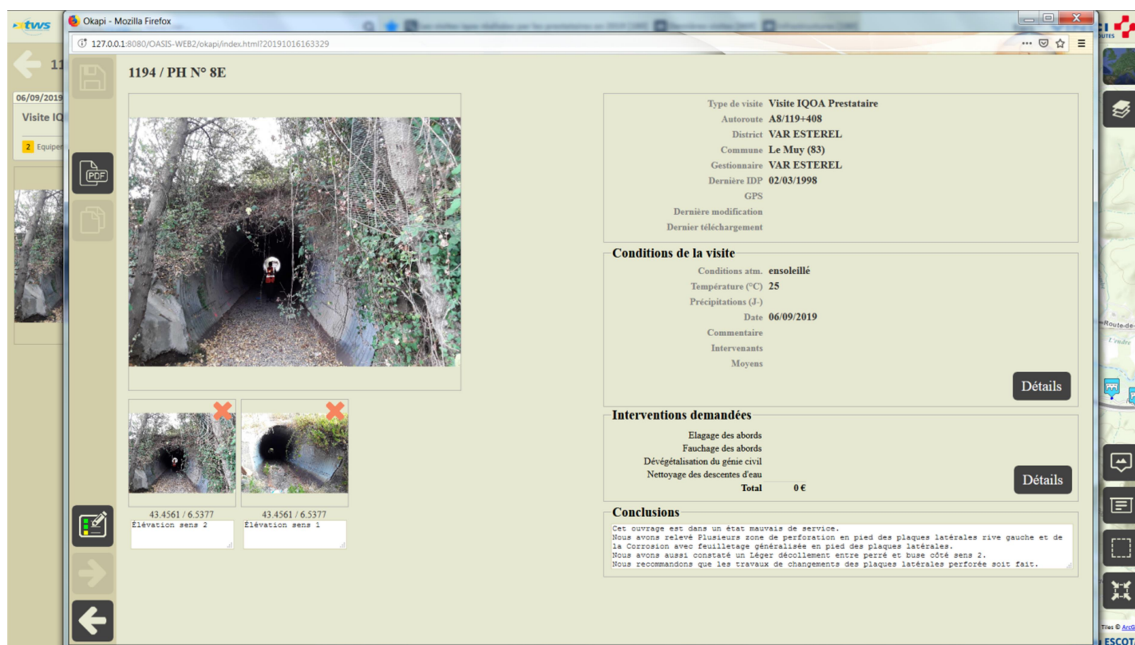 tws
Okapi - Mozilla Firefox
127.0.0.1:8080/OASIS-WEB2/okapi/index.html?20191016163329
1194 / PH N° 8E
06/09/2019
Visite IQ
2 Equipe
PDF
Type de visite Visite IQOA Prestataire
Autoroute A8/119+408
District VAR ESTEREL
Commune Le Muy (83)
Gestionnaire VAR ESTEREL
Dernière IDP 02/03/1998
GPS
Dernière modification
Dernier téléchargement
Conditions de la visite
Conditions atm. ensoleillé
Température (°C) 25
Précipitations (J-)
Date 06/09/2019
Commentaire
Intervenants
Moyens
Détails
Interventions demandées
Elagage des abords
Fauchage des abords
Dévégétalisation du génie civil
Nettoyage des descentes d'eau
Total 0 €
Détails
43.4561 / 6.5377
Élévation sens 2
43.4561 / 6.5377
Élévation sens 1
Conclusions
Cet ouvrage est dans un état mauvais de service.
Nous avons relevé Plusieurs zone de perforation en pied des plaques latérales rive gauche et de
la Corrosion avec feuilletage généralisée en pied des plaques latérales.
Nous avons aussi constaté un Léger décollement entre perré et buse côté sens 2.
Nous recommandons que les travaux de changements des plaques latérales perforée soit fait.
CI
Route-de
Tiles © ArcG
ESCOT